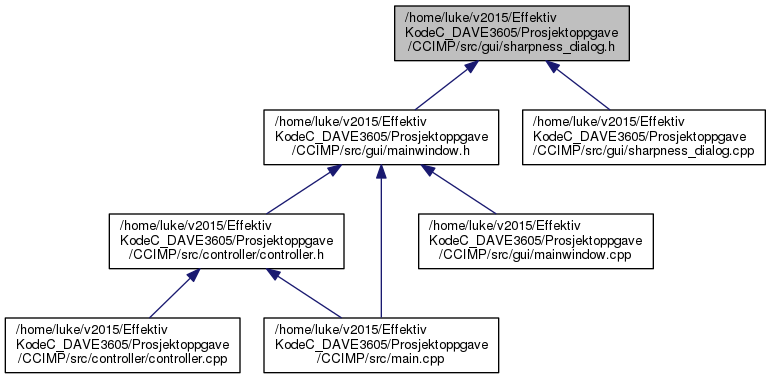 /home/luke/v2015/Effektiv
KodeC_DAVE3605/Prosjektoppgave
/CCIMP/src/gui/sharpness_dialog.h
/home/luke/v2015/Effektiv
KodeC_DAVE3605/Prosjektoppgave
/CCIMP/src/gui/mainwindow.h
/home/luke/v2015/Effektiv
KodeC_DAVE3605/Prosjektoppgave
/CCIMP/src/gui/sharpness_dialog.cpp
/home/luke/v2015/Effektiv
KodeC_DAVE3605/Prosjektoppgave
/CCIMP/src/controller/controller.h
/home/luke/v2015/Effektiv
KodeC_DAVE3605/Prosjektoppgave
/CCIMP/src/gui/mainwindow.cpp
/home/luke/v2015/Effektiv
KodeC_DAVE3605/Prosjektoppgave
/CCIMP/src/controller/controller.cpp
/home/luke/v2015/Effektiv
KodeC_DAVE3605/Prosjektoppgave
/CCIMP/src/main.cpp